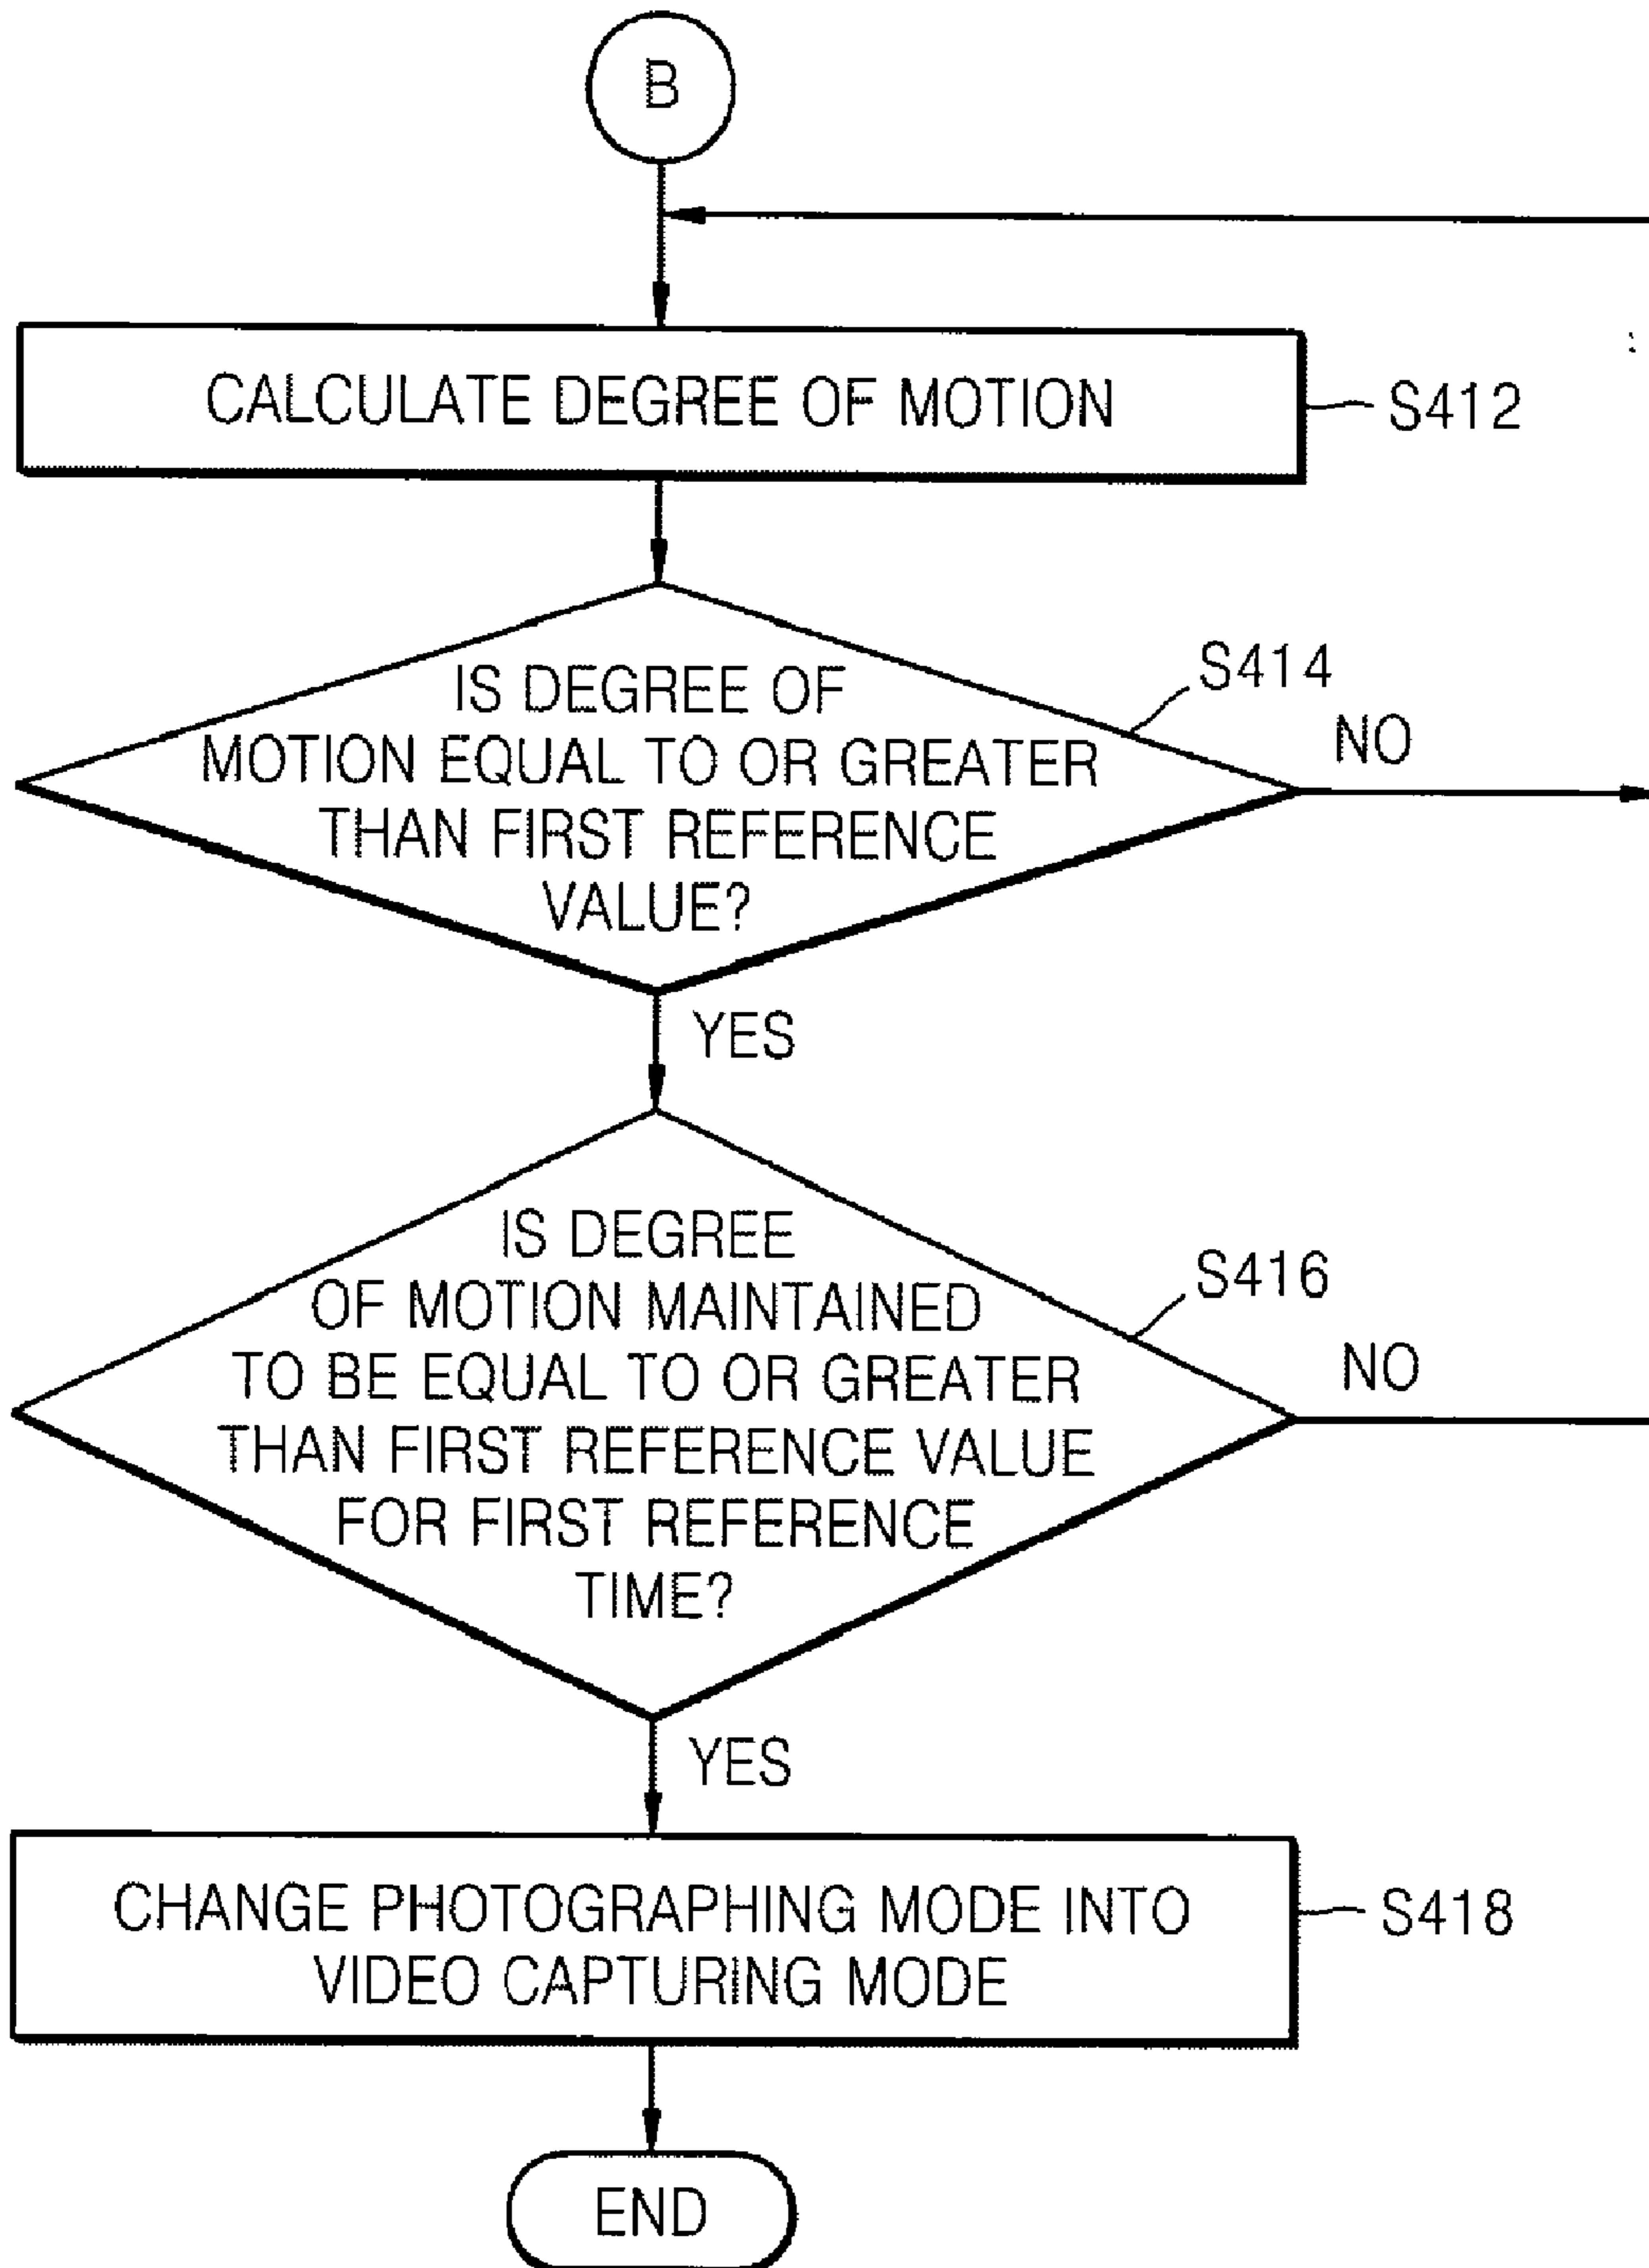 B
CALCULATE DEGREE OF MOTION
S412
IS DEGREE OF
MOTION EQUAL TO OR GREATER
THAN FIRST REFERENCE
VALUE?
S414
NO
YES
IS DEGREE
OF MOTION MAINTAINED
TO BE EQUAL TO OR GREATER
THAN FIRST REFERENCE VALUE
FOR FIRST REFERENCE
TIME?
S416
NO
YES
CHANGE PHOTOGRAPHING MODE INTO
VIDEO CAPTURING MODE
S418
END